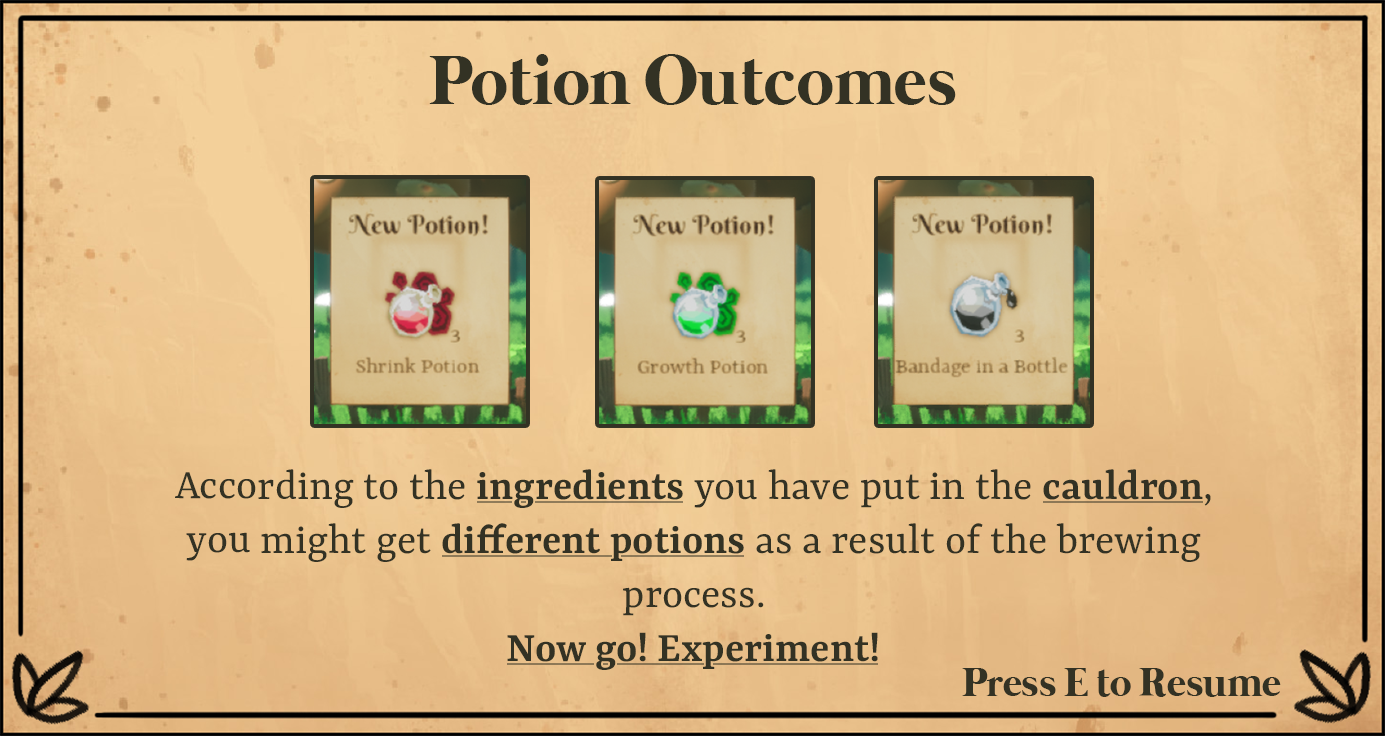 Potion Outcomes
New Potion!
3
Shrink Potion
New Potion!
3
Growth Potion
New Potion!
3
Bandage in a Bottle
According to the ingredients you have put in the cauldron,
you might get different potions as a result of the brewing
process.
Now go! Experiment!
Press E to Resume